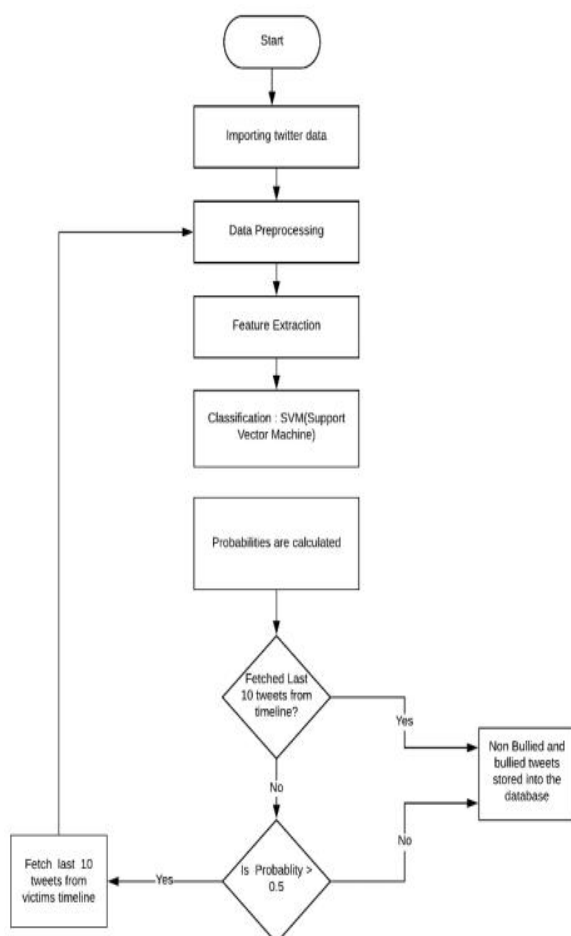 Start
Importing twitter data
Data Preprocessing
Feature Extraction
Classification : SVM(Support
Vector Machine)
Probabilities are calculated
Fetched Last
10 tweets from
timeline?
Yes
Non Bullied and
bullied tweets
stored into the
database
No
No
Is Probablity >
0.5
Yes
Fetch last 10
tweets from
victims timeline